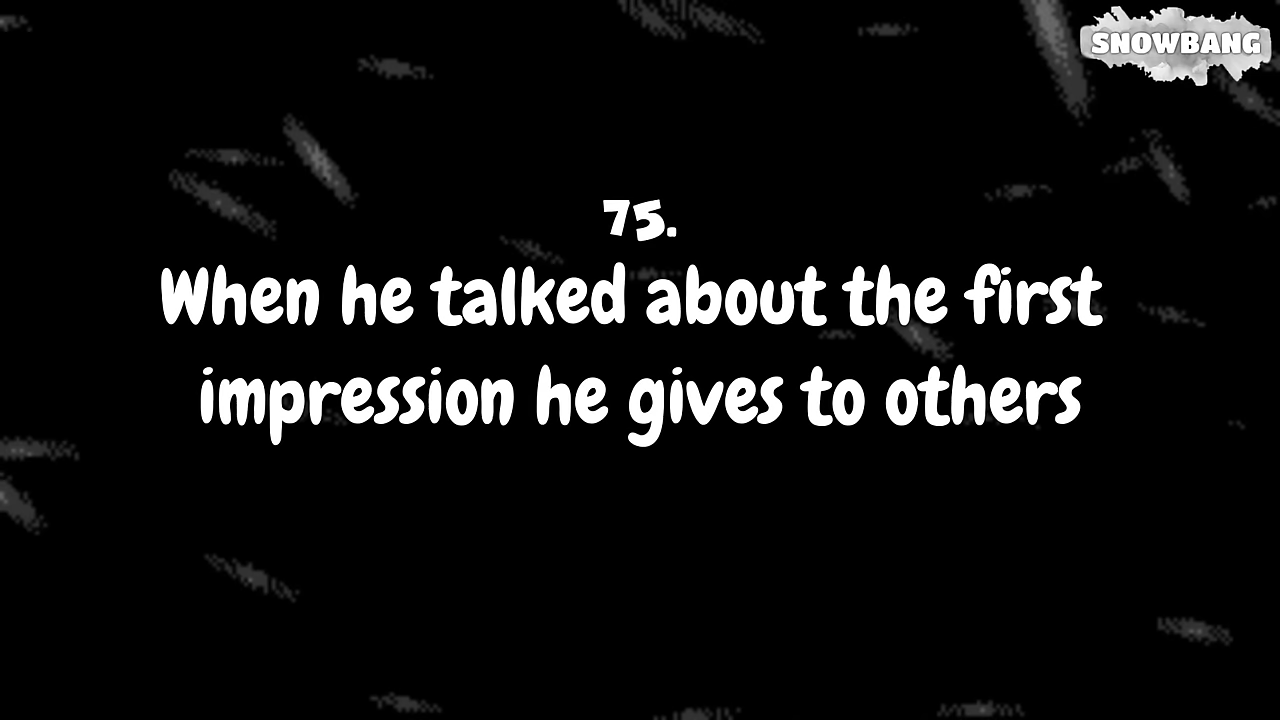 SNOWBANG
75.
When he talked about the first
impression he gives to others